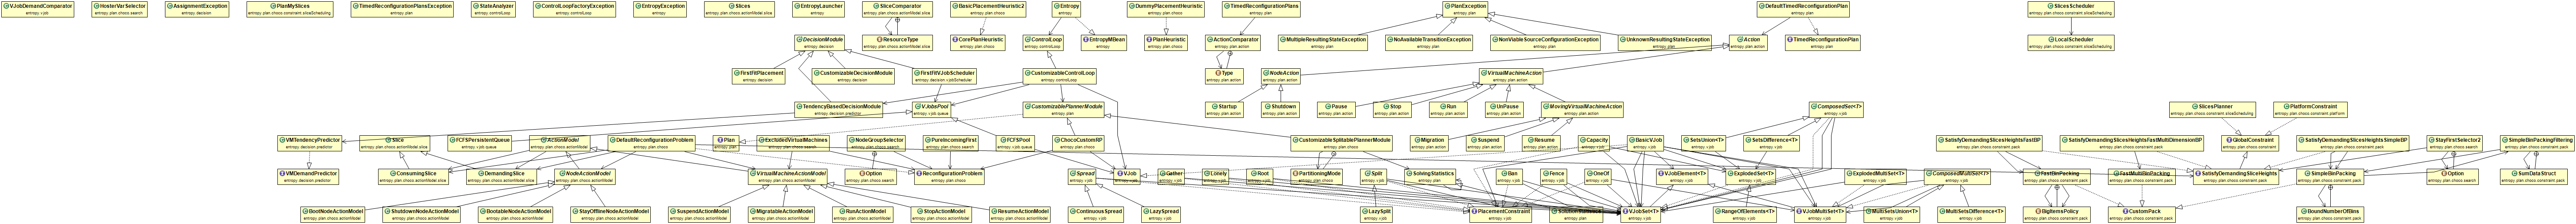 VJobDemandComparator
entropy.vjob
HosterVarSelector
entropy.plan.choco.search
AssignmentException
entropy.decision
PlanMySlices
entropy.plan.choco.constraint.sliceScheduling
TimedReconfigurationPlansException
entropy.plan
StateAnalyzer
entropy.controlLoop
ControlLoopFactoryException
entropy.controlLoop
EntropyException
entropy
Slices
entropy.plan.choco.actionModel.slice
EntropyLauncher
entropy
SliceComparator
entropy.plan.choco.actionModel.slice
BasicPlacementHeuristic2
entropy.plan.choco
Entropy
entropy
DummyPlacementHeuristic
entropy.plan.choco
TimedReconfigurationPlans
entropy.plan
PlanException
entropy.plan
DefaultTimedReconfigurationPlan
entropy.plan
SlicesScheduler
entropy.plan.choco.constraint.sliceScheduling
DecisionModule
entropy.decision
ResourceType
entropy.plan.choco.actionModel.slice
CorePlanHeuristic
entropy.plan.choco
ControlLoop
entropy.controlLoop
EntropyMBean
entropy
PlanHeuristic
entropy.plan.choco
ActionComparator
entropy.plan.action
MultipleResultingStateException
entropy.plan
NoAvailableTransitionException
entropy.plan
NonViableSourceConfigurationException
entropy.plan
UnknownResultingStateException
entropy.plan
Action
entropy.plan.action
TimedReconfigurationPlan
entropy.plan
LocalScheduler
entropy.plan.choco.constraint.sliceScheduling
FirstFitPlacement
entropy.decision
CustomizableDecisionModule
entropy.decision
FirstFitVJobScheduler
entropy.decision.vjobScheduler
CustomizableControlLoop
entropy.controlLoop
Type
entropy.plan.action
NodeAction
entropy.plan.action
VirtualMachineAction
entropy.plan.action
TendencyBasedDecisionModule
entropy.decision.predictor
VJobsPool
entropy.vjob.queue
CustomizablePlannerModule
entropy.plan
Startup
entropy.plan.action
Shutdown
entropy.plan.action
Pause
entropy.plan.action
Stop
entropy.plan.action
Run
entropy.plan.action
UnPause
entropy.plan.action
MovingVirtualMachineAction
entropy.plan.action
ComposedSet<T>
entropy.vjob
SlicesPlanner
entropy.plan.choco.constraint.sliceScheduling
PlatformConstraint
entropy.plan.choco.constraint.platform
VMTendencyPredictor
entropy.decision.predictor
Slice
entropy.plan.choco.actionModel.slice
FCFSPersistentQueue
entropy.vjob.queue
ActionModel
entropy.plan.choco.actionModel
DefaultReconfigurationProblem
entropy.plan.choco
Plan
entropy.plan
ExcludedVirtualMachines
entropy.plan.choco.search
NodeGroupSelector
entropy.plan.choco.search
PureIncomingFirst
entropy.plan.choco.search
FCFSPool
entropy.vjob.queue
ChocoCustomRP
entropy.plan.choco
CustomizableSplitablePlannerModule
entropy.plan.choco
Migration
entropy.plan.action
Suspend
entropy.plan.action
Resume
entropy.plan.action
Capacity
entropy.vjob
BasicVJob
entropy.vjob
SetsUnion<T>
entropy.vjob
SetsDifference<T>
entropy.vjob
SatisfyDemandingSlicesHeightsFastBP
entropy.plan.choco.constraint.pack
SatisfyDemandingSlicesHeightsFastMultiDimensionBP
entropy.plan.choco.constraint.pack
GlobalConstraint
entropy.plan.choco.constraint
SatisfyDemandingSlicesHeightsSimpleBP
entropy.plan.choco.constraint.pack
StayFirstSelector2
entropy.plan.choco.search
SimpleBinPackingFiltering
entropy.plan.choco.constraint.pack
VMDemandPredictor
entropy.decision.predictor
ConsumingSlice
entropy.plan.choco.actionModel.slice
DemandingSlice
entropy.plan.choco.actionModel.slice
NodeActionModel
entropy.plan.choco.actionModel
VirtualMachineActionModel
entropy.plan.choco.actionModel
Option
entropy.plan.choco.search
ReconfigurationProblem
entropy.plan.choco
Spread
entropy.vjob
VJob
entropy.vjob
Gather
entropy.vjob
Lonely
entropy.vjob
Root
entropy.vjob
PartitioningMode
entropy.plan.choco
Split
entropy.vjob
SolvingStatistics
entropy.plan.choco
Ban
entropy.vjob
Fence
entropy.vjob
OneOf
entropy.vjob
VJobElement<T>
entropy.vjob
ExplodedSet<T>
entropy.vjob
ExplodedMultiSet<T>
entropy.vjob
ComposedMultiSet<T>
entropy.vjob
FastBinPacking
entropy.plan.choco.constraint.pack
FastMultiBinPacking
entropy.plan.choco.constraint.pack
SatisfyDemandingSliceHeights
entropy.plan.choco.constraint.pack
SimpleBinPacking
entropy.plan.choco.constraint.pack
Option
entropy.plan.choco.search
SumDataStruct
entropy.plan.choco.constraint.pack
BootNodeActionModel
entropy.plan.choco.actionModel
ShutdownNodeActionModel
entropy.plan.choco.actionModel
BootableNodeActionModel
entropy.plan.choco.actionModel
StayOfflineNodeActionModel
entropy.plan.choco.actionModel
SuspendActionModel
entropy.plan.choco.actionModel
MigratableActionModel
entropy.plan.choco.actionModel
RunActionModel
entropy.plan.choco.actionModel
StopActionModel
entropy.plan.choco.actionModel
ResumeActionModel
entropy.plan.choco.actionModel
ContinuousSpread
entropy.vjob
LazySpread
entropy.vjob
LazySplit
entropy.vjob
PlacementConstraint
entropy.vjob
SolutionStatistics
entropy.plan.choco
VJobSet<T>
entropy.vjob
RangeOfElements<T>
entropy.vjob
VJobMultiSet<T>
entropy.vjob
MultiSetsUnion<T>
entropy.vjob
MultiSetsDifference<T>
entropy.vjob
BigItemsPolicy
entropy.plan.choco.constraint.pack
CustomPack
entropy.plan.choco.constraint.pack
BoundNumberOfBins
entropy.plan.choco.constraint.pack